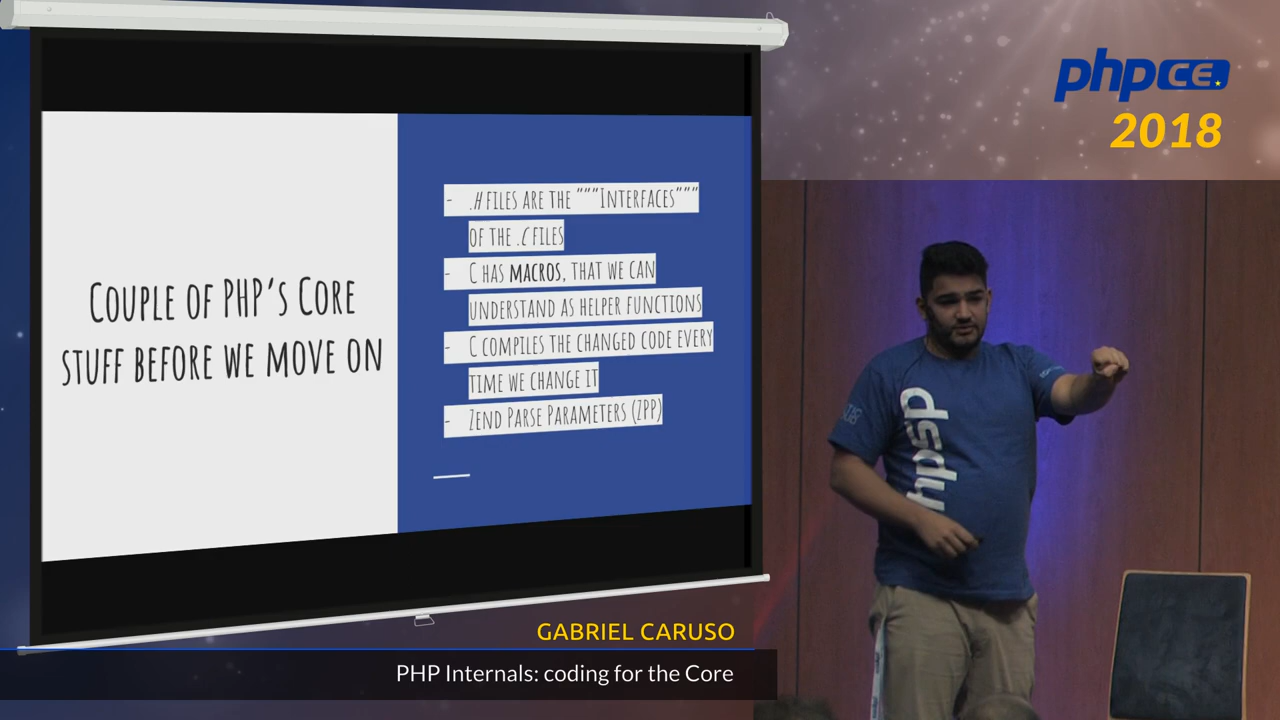 phpCE.
2018
COUPLE OF PHP'S CORE
STUFF BEFORE WE MOVE ON
- .H FILES ARE THE """INTERFACES"""
OF THE .C FILES
- C HAS MACROS, THAT WE CAN
UNDERSTAND AS HELPER FUNCTIONS
- C COMPILES THE CHANGED CODE EVERY
TIME WE CHANGE IT
- ZEND PARSE PARAMETERS (ZPP)
phpsp
GABRIEL CARUSO
PHP Internals: coding for the Core